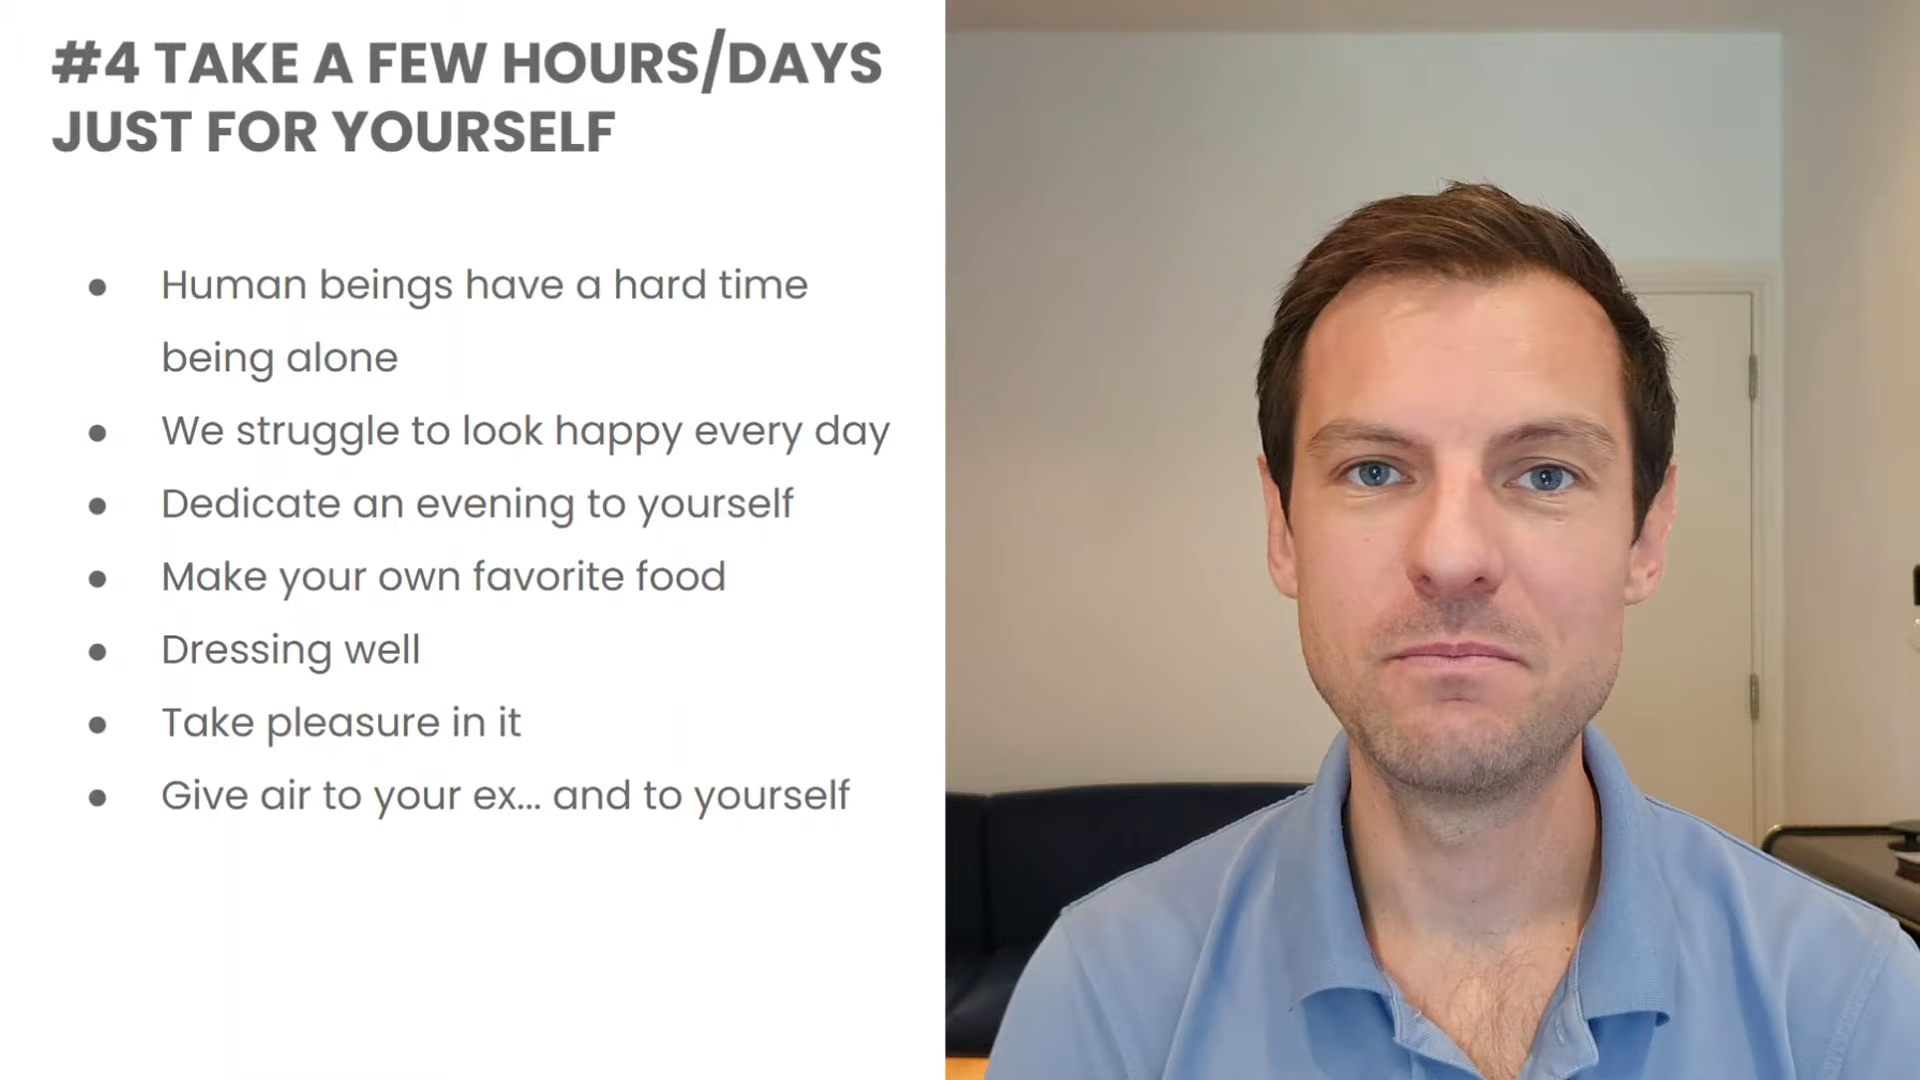 #4 TAKE A FEW HOURS/DAYS
JUST FOR YOURSELF
● Human beings have a hard time
being alone
● We struggle to look happy every day
● Dedicate an evening to yourself
● Make your own favorite food
● Dressing well
● Take pleasure in it
● Give air to your ex... and to yourself